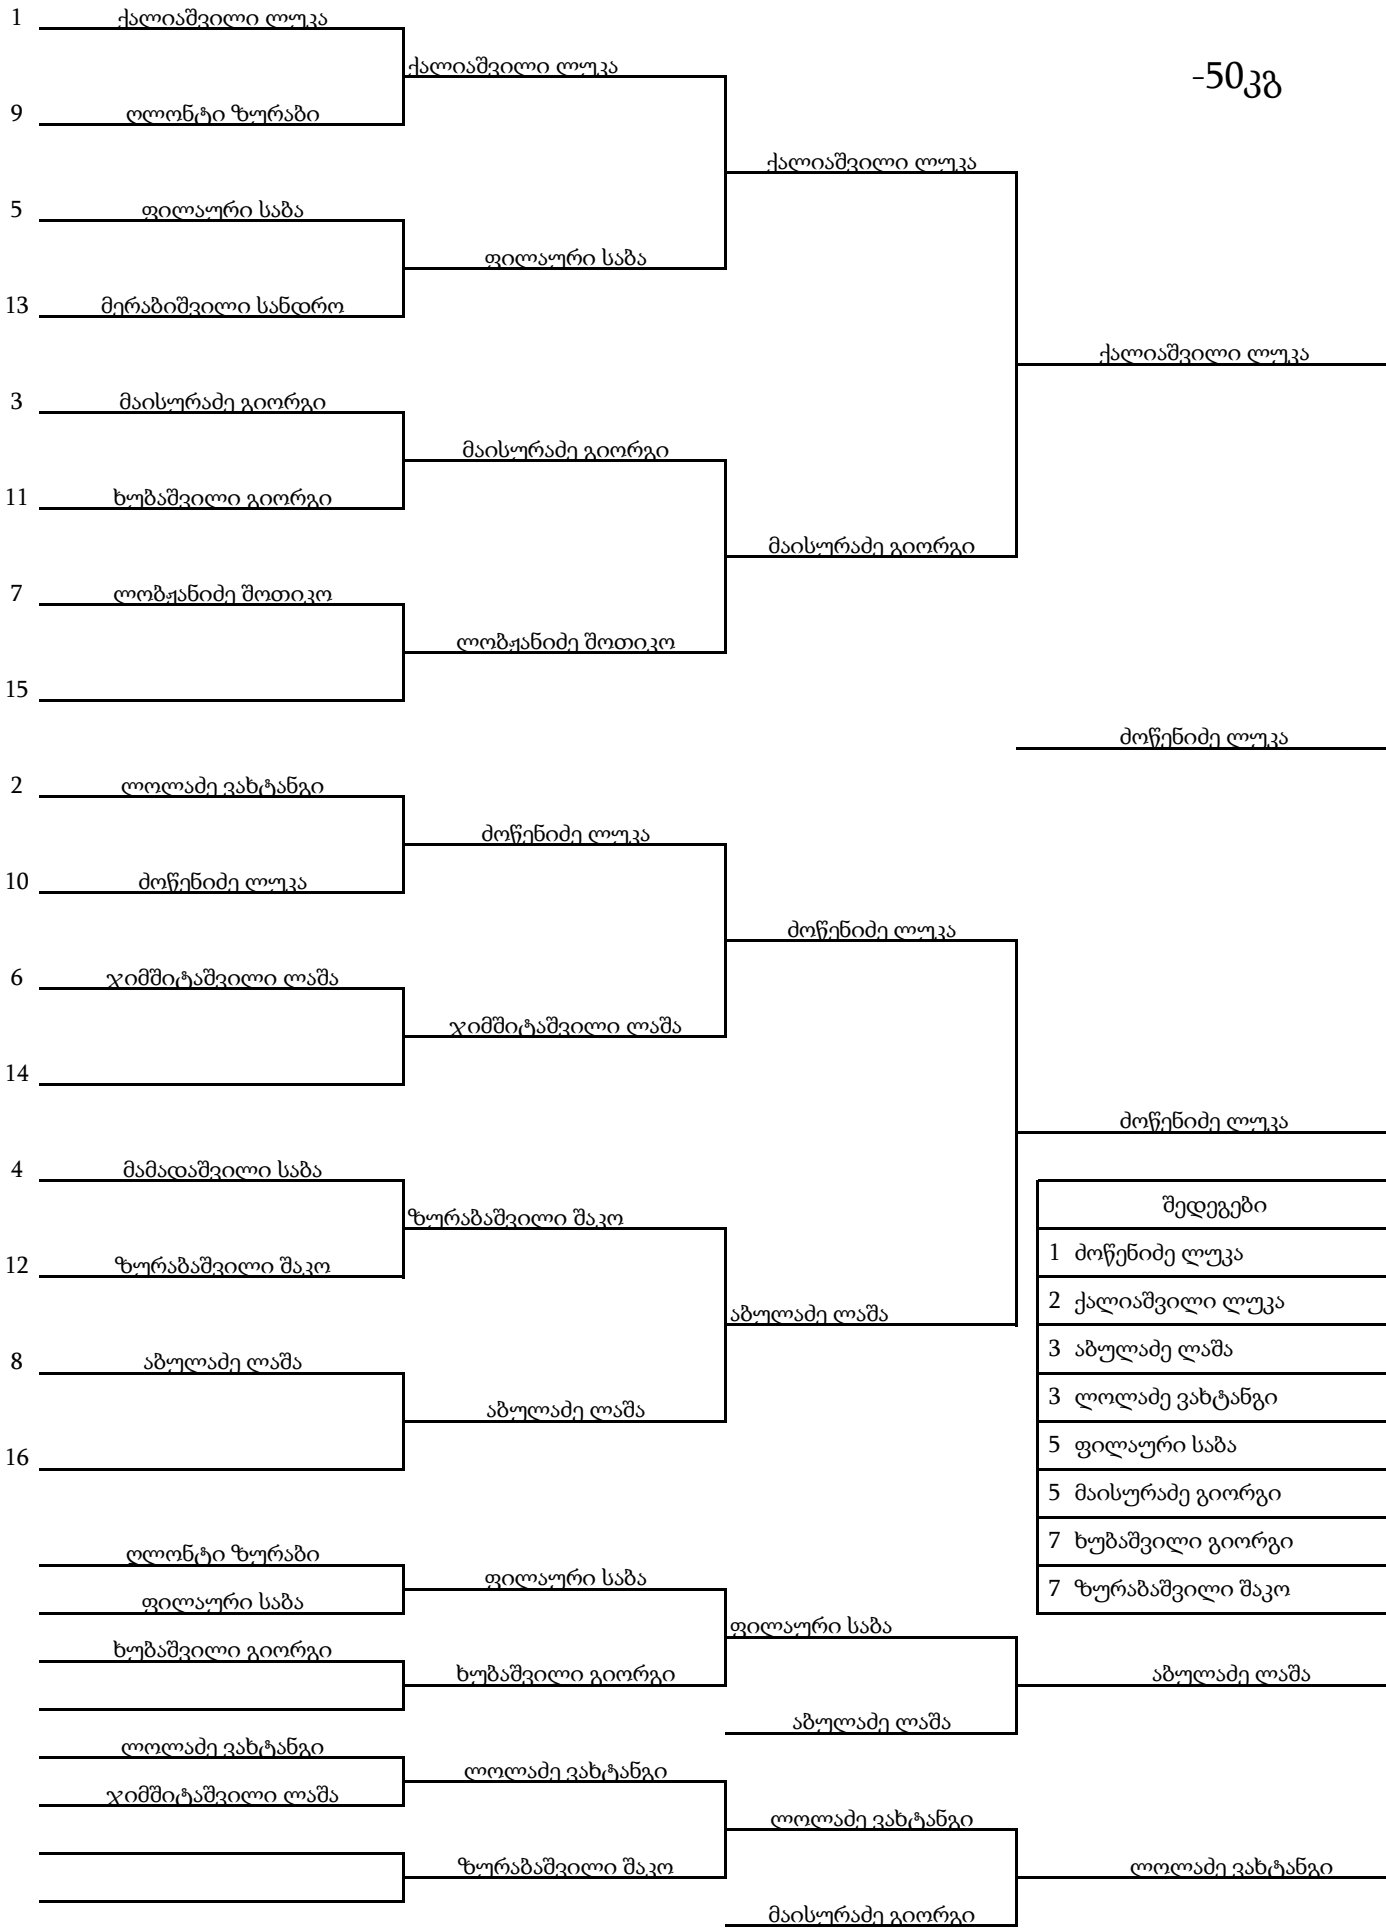 1 ქალიაშვილი ლუკა
ქალიაშვილი ლუკა
-50კგ
9 ღლონტი ზურაბი
ქალიაშვილი ლუკა
5 ფილაური საბა
ფილაური საბა
13 მერაბიშვილი სანდრო
ქალიაშვილი ლუკა
3 მაისურაძე გიორგი
მაისურაძე გიორგი
11 ხუბაშვილი გიორგი
მაისურაძე გიორგი
7 ლობჟანიძე შოთიკო
ლობჟანიძე შოთიკო
15
ძოწენიძე ლუკა
2 ლოლაძე ვახტანგი
ძოწენიძე ლუკა
10 ძოწენიძე ლუკა
ძოწენიძე ლუკა
6 ჯიმშიტაშვილი ლაშა
ჯიმშიტაშვილი ლაშა
14
ძოწენიძე ლუკა
4 მამადაშვილი საბა
ზურაბაშვილი შაკო
12 ზურაბაშვილი შაკო
აბულაძე ლაშა
8 აბულაძე ლაშა
აბულაძე ლაშა
16
შედეგები
1 ძოწენიძე ლუკა
2 ქალიაშვილი ლუკა
3 აბულაძე ლაშა
3 ლოლაძე ვახტანგი
5 ფილაური საბა
5 მაისურაძე გიორგი
7 ხუბაშვილი გიორგი
7 ზურაბაშვილი შაკო
ღლონტი ზურაბი
ფილაური საბა
ფილაური საბა
ფილაური საბა
ხუბაშვილი გიორგი
ხუბაშვილი გიორგი
აბულაძე ლაშა
აბულაძე ლაშა
ლოლაძე ვახტანგი
ლოლაძე ვახტანგი
ჯიმშიტაშვილი ლაშა
ლოლაძე ვახტანგი
ზურაბაშვილი შაკო
ლოლაძე ვახტანგი
მაისურაძე გიორგი